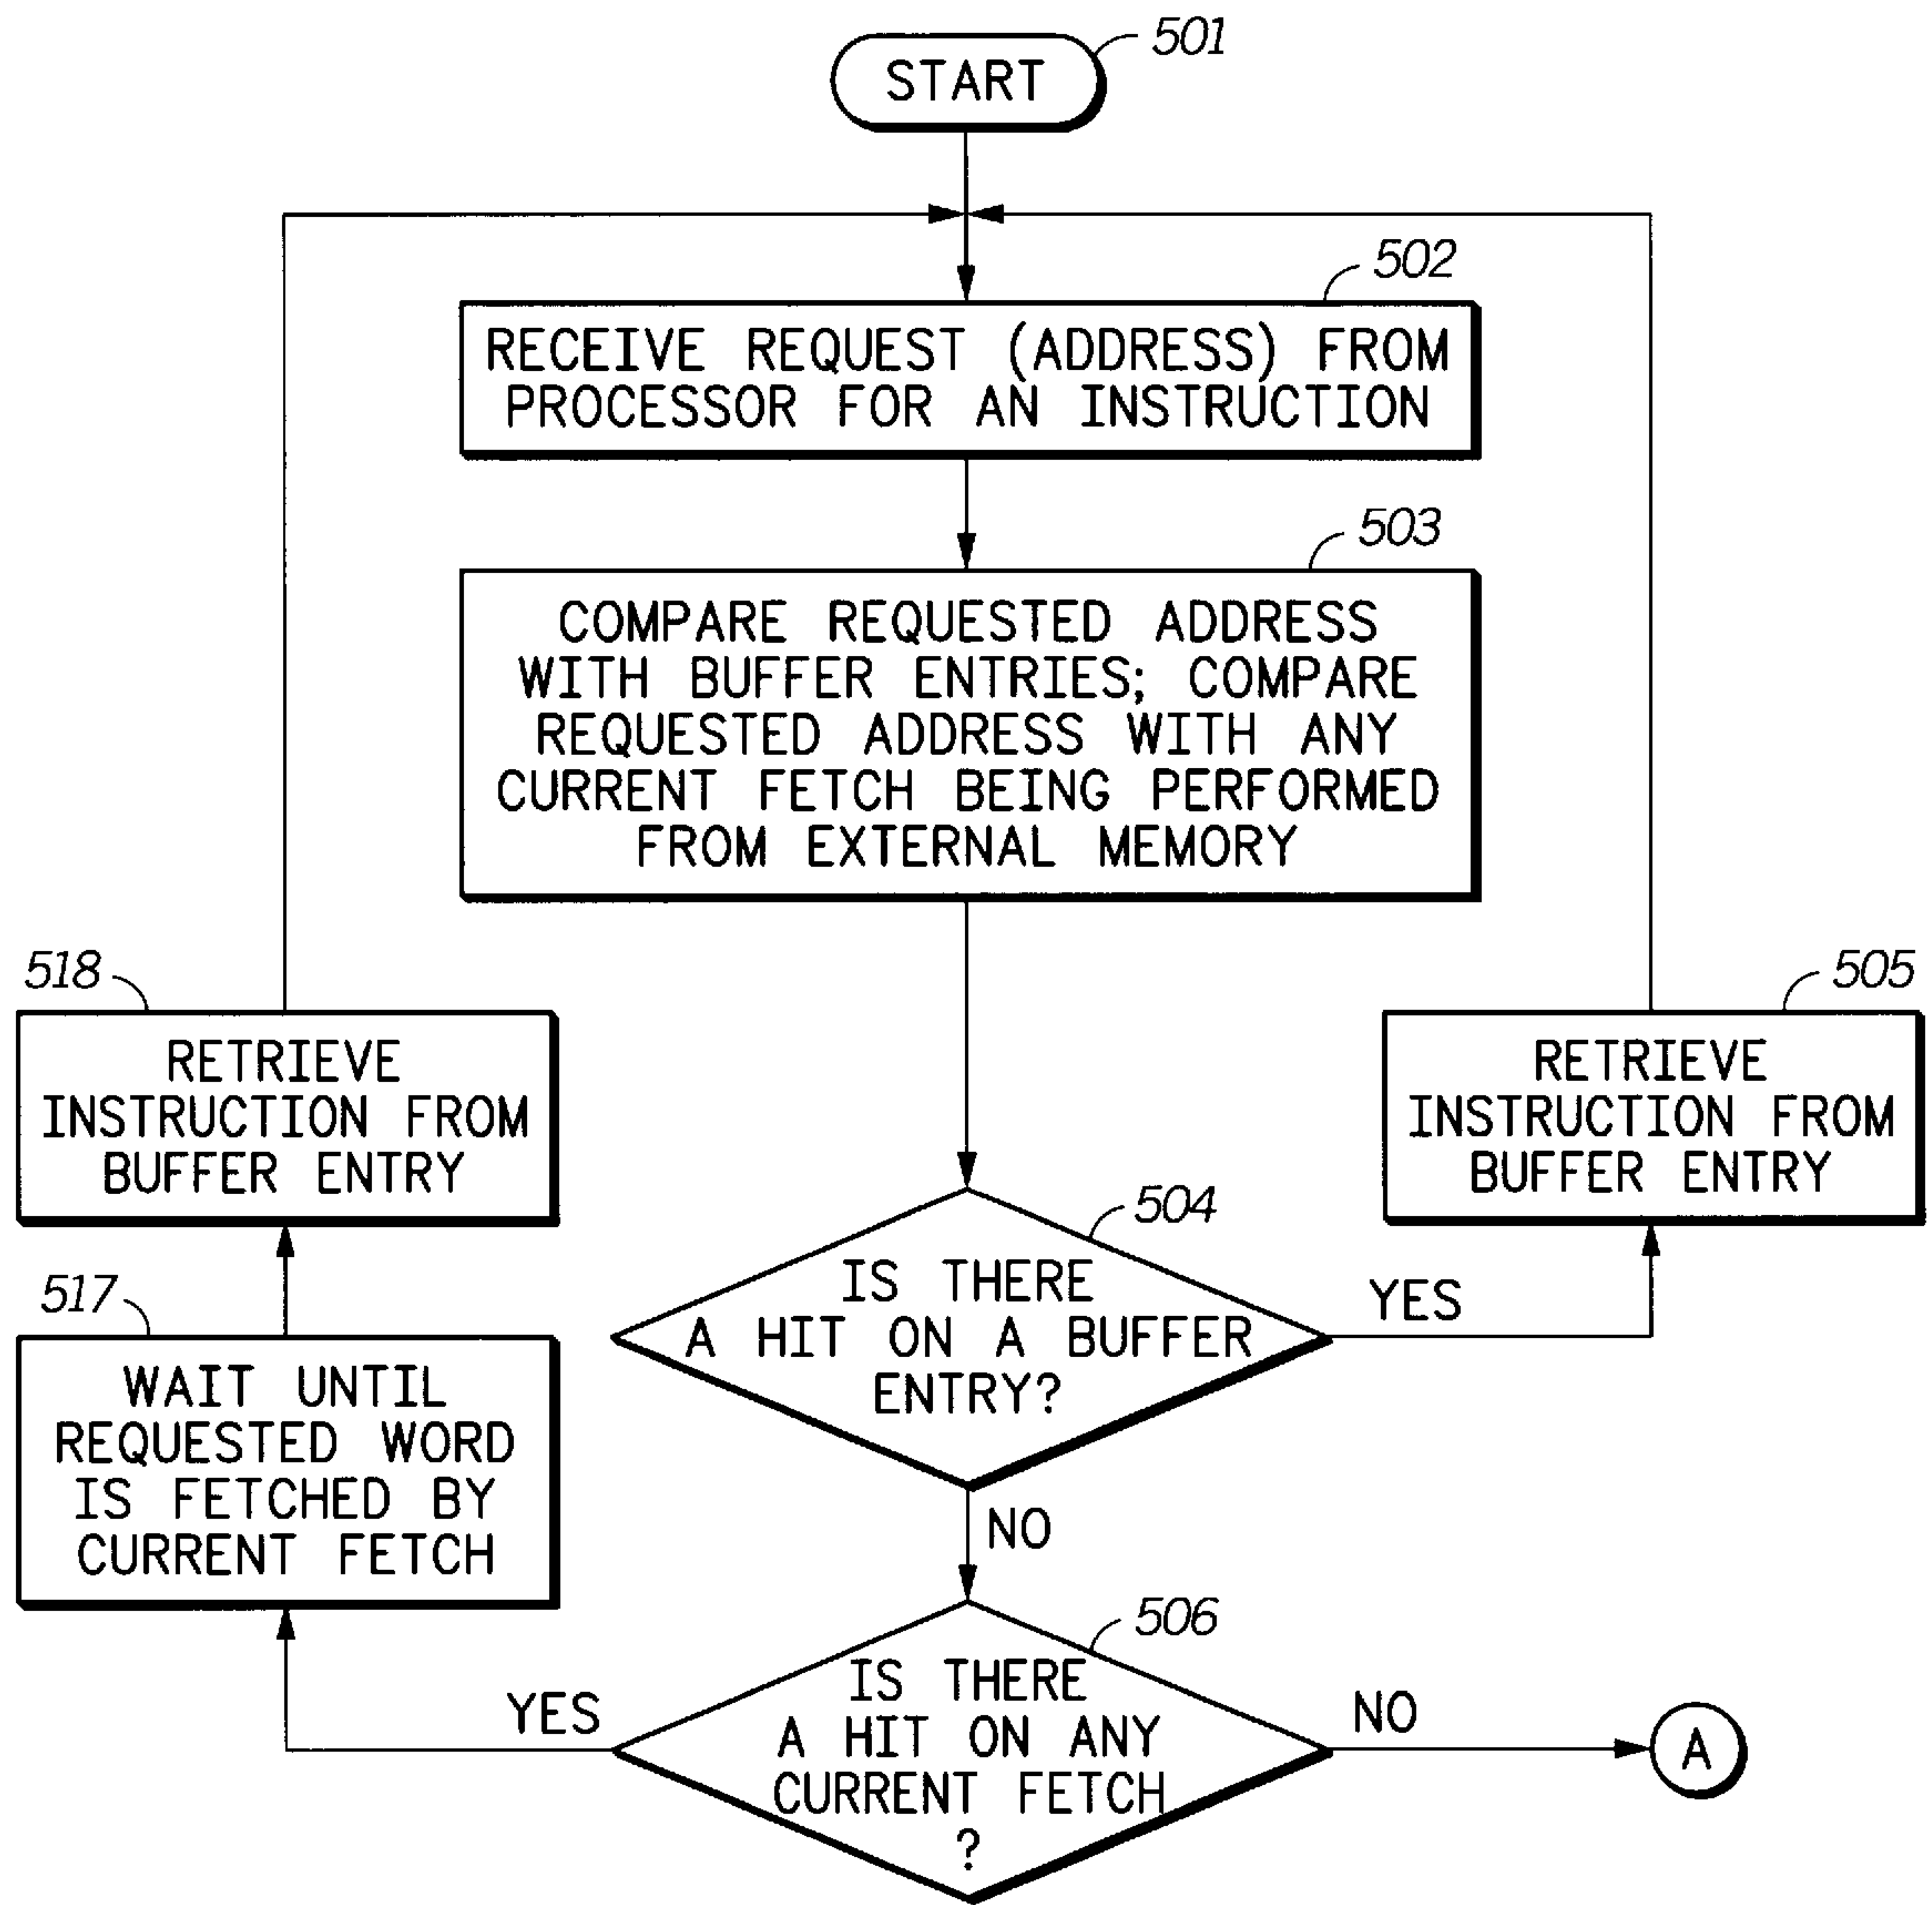 501
START
502
RECEIVE REQUEST (ADDRESS) FROM
PROCESSOR FOR AN INSTRUCTION
503
COMPARE REQUESTED ADDRESS
WITH BUFFER ENTRIES; COMPARE
REQUESTED ADDRESS WITH ANY
CURRENT FETCH BEING PERFORMED
FROM EXTERNAL MEMORY
518
RETRIEVE
INSTRUCTION FROM
BUFFER ENTRY
505
RETRIEVE
INSTRUCTION FROM
BUFFER ENTRY
504
IS THERE
A HIT ON A BUFFER
ENTRY?
YES
517
WAIT UNTIL
REQUESTED WORD
IS FETCHED BY
CURRENT FETCH
NO
506
IS THERE
A HIT ON ANY
CURRENT FETCH
?
YES
NO
A